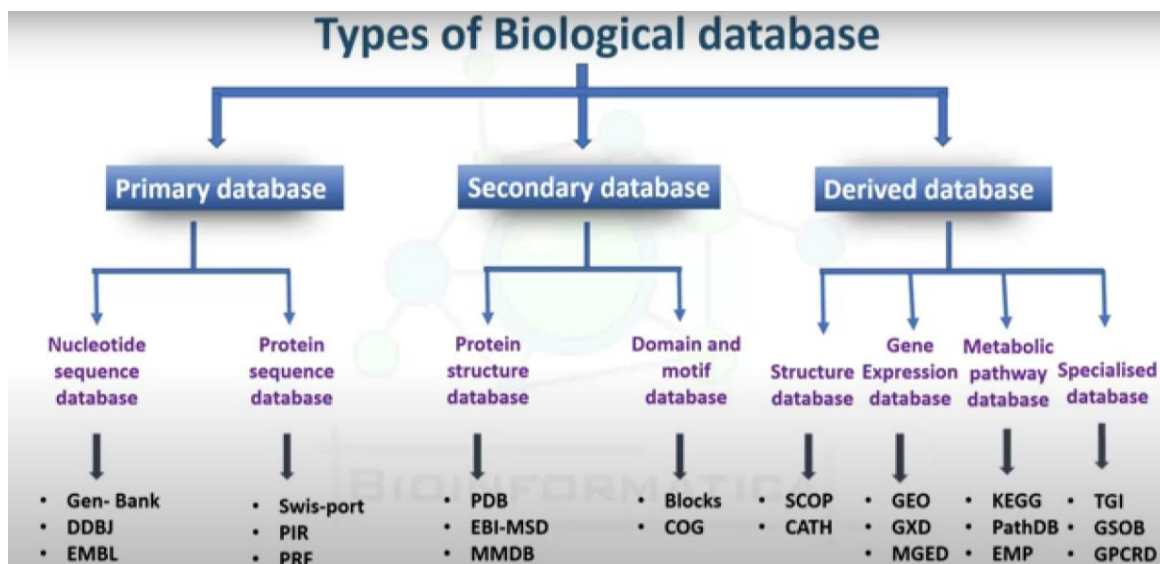 Types of Biological database
Primary database
Secondary database
Derived database
Nucleotide
sequence
database
Protein
sequence
database
Protein
structure
database
Domain and
motif
database
Structure
database
Gene
Expression
database
Metabolic
pathway
database
Specialised
database
• Gen- Bank
• DDBJ
• EMBL
• Swis-port
• PIR
• PRF
• PDB
• EBI-MSD
• MMDB
• Blocks
• COG
• SCOP
• CATH
• GEO
• GXD
• MGED
• KEGG
• PathDB
• EMP
• TGI
• GSOB
• GPCRD
BIOINFORMATICA